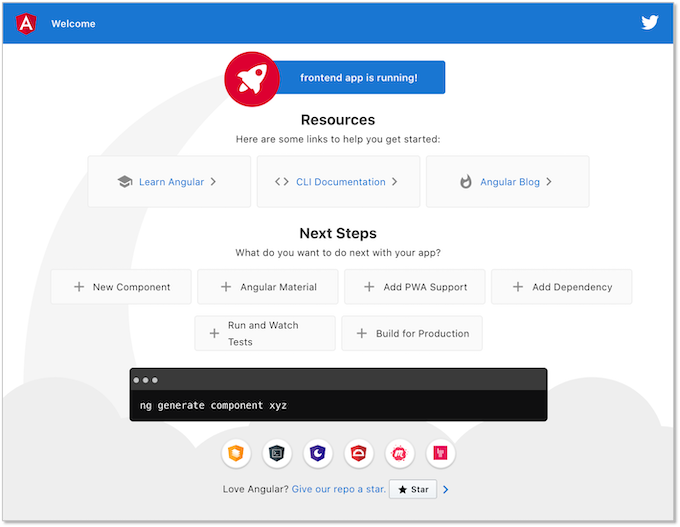 Welcome
frontend app is running!
Resources
Here are some links to help you get started:
Learn Angular
CLI Documentation
Angular Blog
Next Steps
What do you want to do next with your app?
New Component
Angular Material
Add PWA Support
Add Dependency
Run and Watch
Tests
Build for Production
ng generate component xyz
Love Angular? Give our repo a star. Star